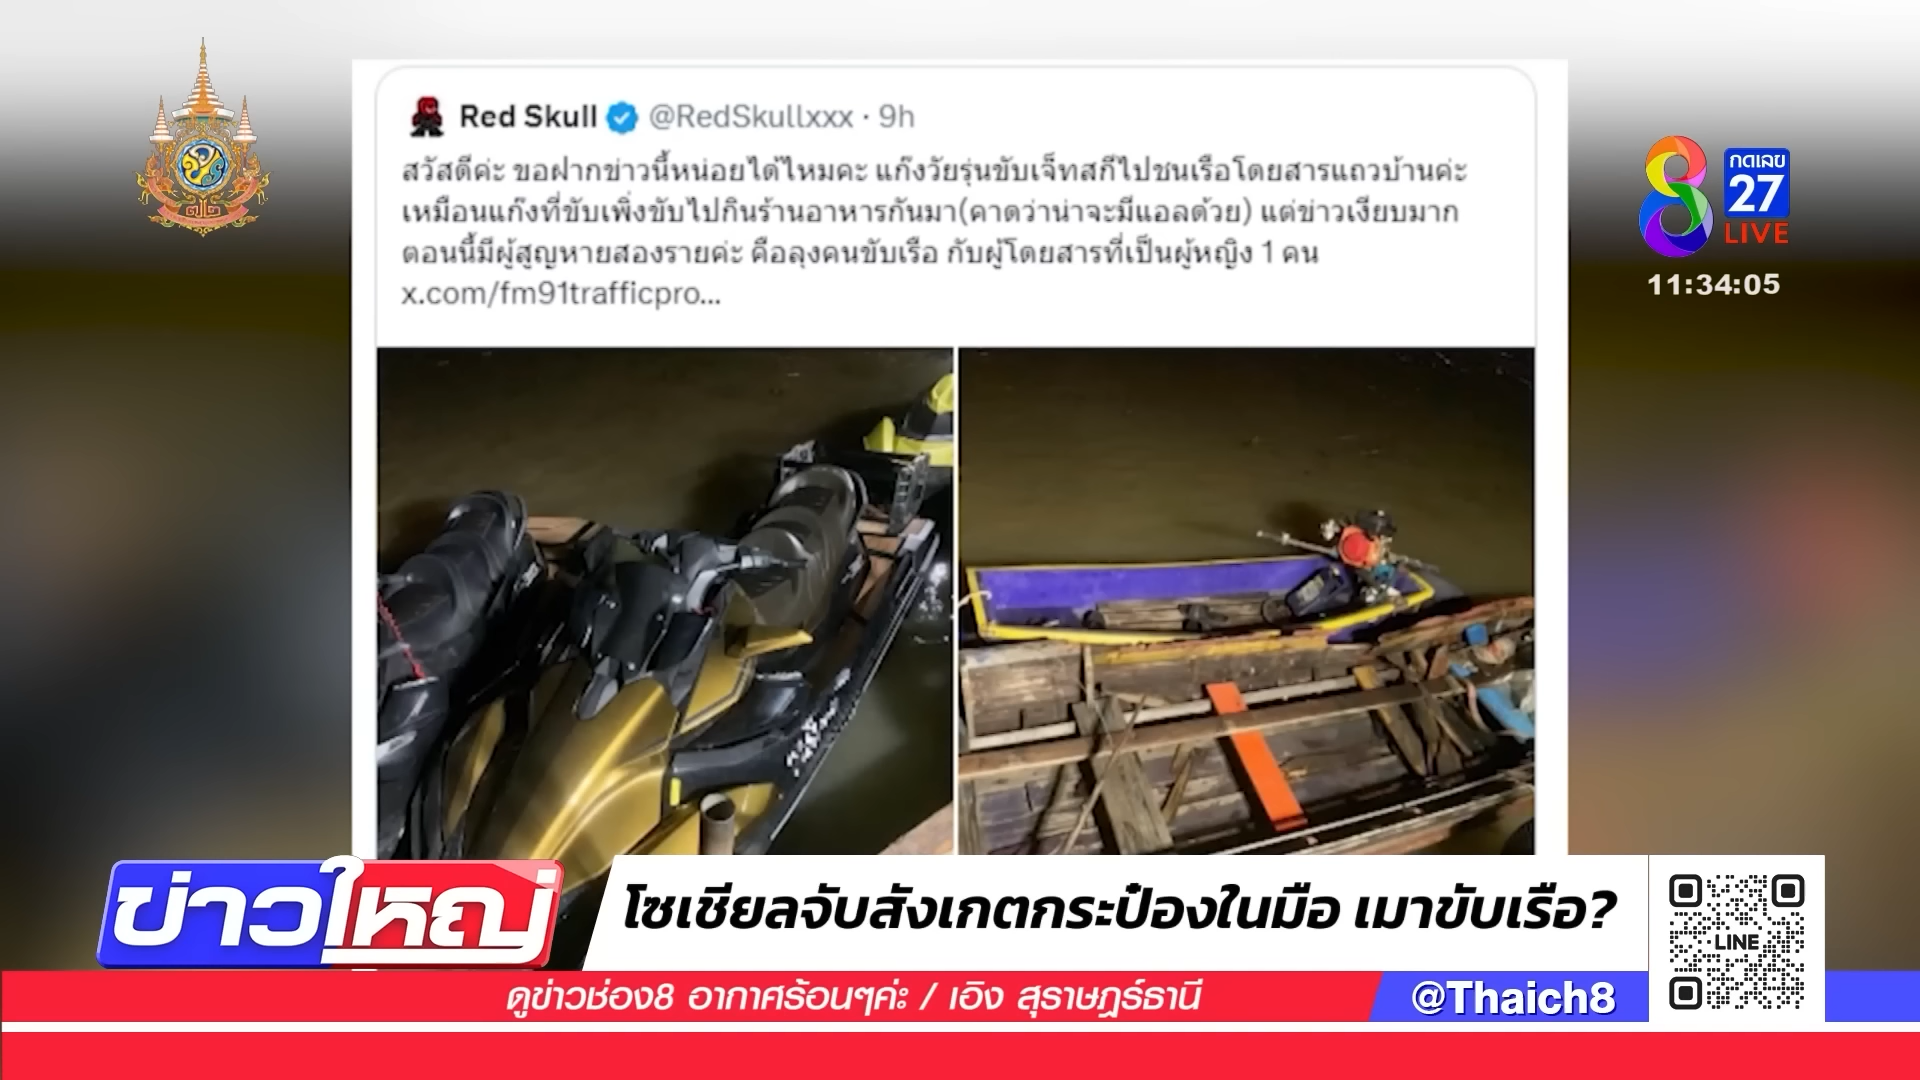 Red Skull @RedSkullxxx · 9h
สวัสดีค่ะ ขอฝากข่าวนี้หน่อยได้ไหมคะ แก๊งวัยรุ่นขับเจ็ทสกีไปชนเรือโดยสารแถวบ้านค่ะ
เหมือนแก๊งที่ขับเพิ่งขับไปกินร้านอาหารกันมา(คาดว่าน่าจะมีแอลด้วย) แต่ข่าวเงียบมาก
ตอนนี้มีผู้สูญหายสองรายค่ะ คือลุงคนขับเรือ กับผู้โดยสารที่เป็นผู้หญิง 1 คน
x.com/fm91trafficpro...
8
กดเลข
27
LIVE
11:34:05
ข่าวใหญ่
โซเชียลจับสังเกตกระป๋องในมือ เมาขับเรือ?
LINE
ดูข่าวช่อง8 อากาศร้อนๆค่ะ / เอิง สุราษฎร์ธานี
@Thaich8